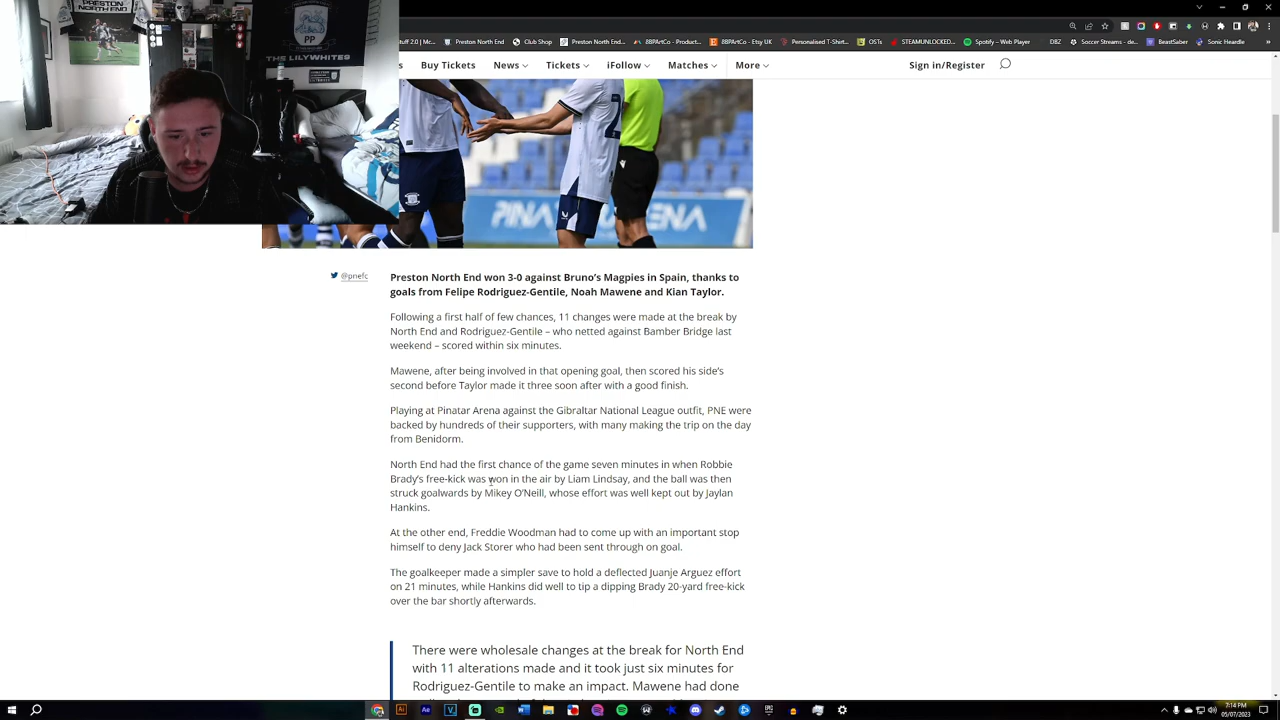 PRESTON NORTH END
PP
THE LILYWHITES
Preston North End
Club Shop
Preston North End...
8BPArtCo - Product...
8BPArtCo - Etsy UK
Personalised T-Shirt...
OSTs
STEAMUNLOCKED...
Spotify – Web Player
DBZ
Soccer Streams - de...
BeatSaber
Sonic Heardle
s
Buy Tickets
News
Tickets
iFollow
Matches
More
Sign in/Register
2
PINATAR
@pnefc
Preston North End won 3-0 against Bruno's Magpies in Spain, thanks to
goals from Felipe Rodriguez-Gentile, Noah Mawene and Kian Taylor.
Following a first half of few chances, 11 changes were made at the break by
North End and Rodriguez-Gentile – who netted against Bamber Bridge last
weekend – scored within six minutes.
Mawene, after being involved in that opening goal, then scored his side's
second before Taylor made it three soon after with a good finish.
Playing at Pinatar Arena against the Gibraltar National League outfit, PNE were
backed by hundreds of their supporters, with many making the trip on the day
from Benidorm.
North End had the first chance of the game seven minutes in when Robbie
Brady's free-kick was won in the air by Liam Lindsay, and the ball was then
struck goalwards by Mikey O'Neill, whose effort was well kept out by Jaylan
Hankins.
At the other end, Freddie Woodman had to come up with an important stop
himself to deny Jack Storer who had been sent through on goal.
The goalkeeper made a simpler save to hold a deflected Juanje Arguez effort
on 21 minutes, while Hankins did well to tip a dipping Brady 20-yard free-kick
over the bar shortly afterwards.
There were wholesale changes at the break for North End
with 11 alterations made and it took just six minutes for
Rodriguez-Gentile to make an impact. Mawene had done
7:14 PM
05/07/2023